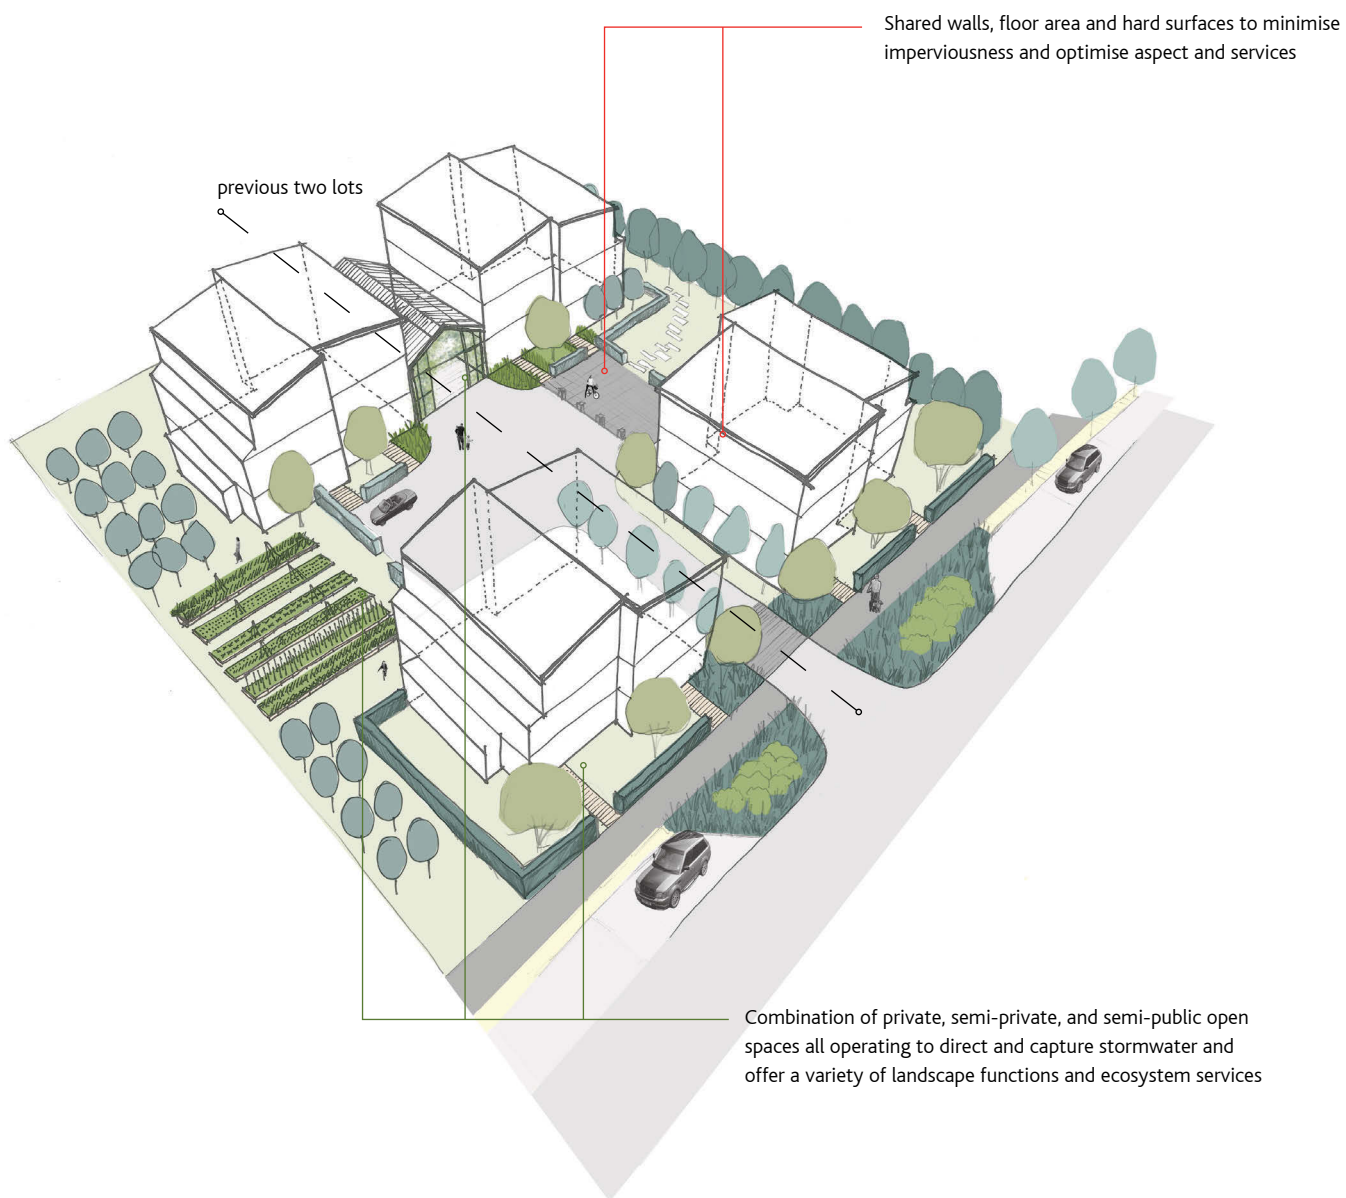 Shared walls, floor area and hard surfaces to minimise
imperviousness and optimise aspect and services
previous two lots
Combination of private, semi-private, and semi-public open
spaces all operating to direct and capture stormwater and
offer a variety of landscape functions and ecosystem services